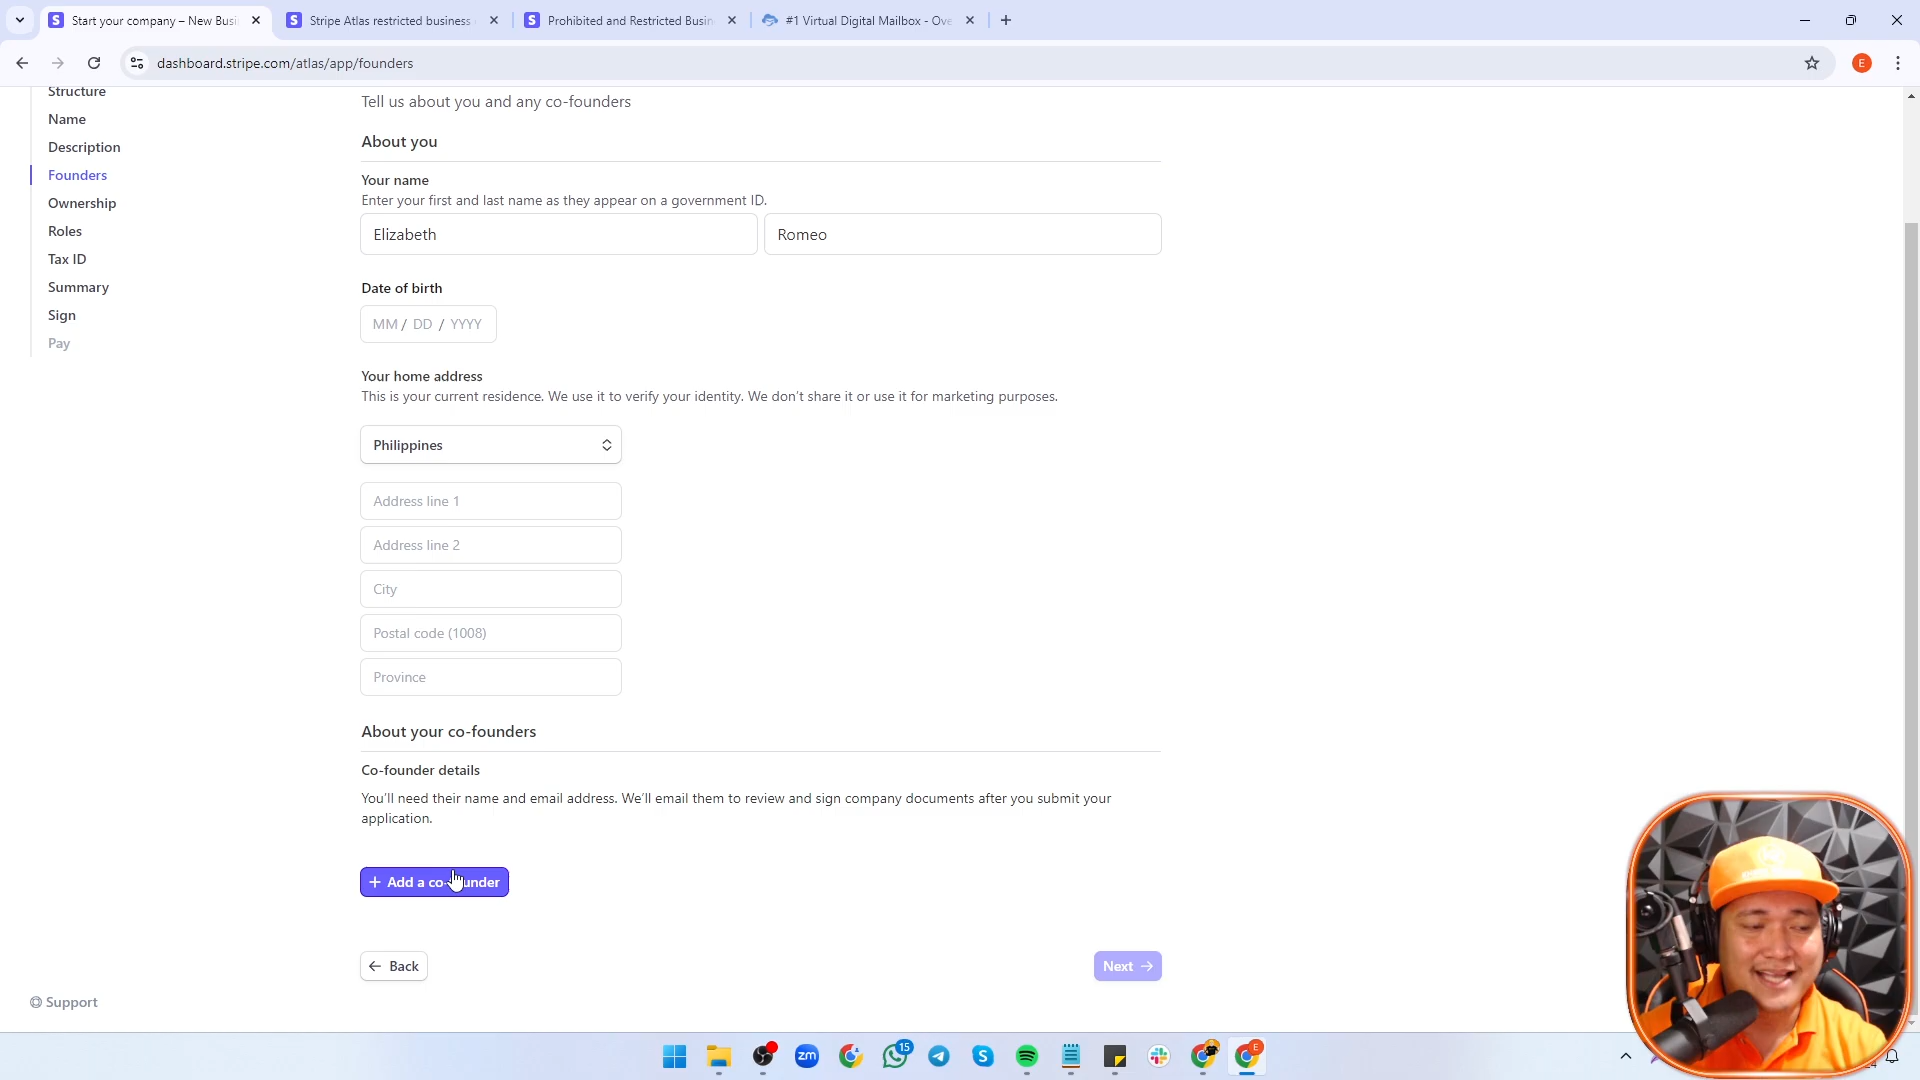 Start your company – New Busi
Stripe Atlas restricted business
Prohibited and Restricted Busin
#1 Virtual Digital Mailbox - Ove
dashboard.stripe.com/atlas/app/founders
E
Structure
Name
Description
Founders
Ownership
Roles
Tax ID
Summary
Sign
Pay
Support
Tell us about you and any co-founders
About you
Your name
Enter your first and last name as they appear on a government ID.
Elizabeth
Romeo
Date of birth
MM / DD / YYYY
Your home address
This is your current residence. We use it to verify your identity. We don't share it or use it for marketing purposes.
Philippines
Address line 1
Address line 2
City
Postal code (1008)
Province
About your co-founders
Co-founder details
You'll need their name and email address. We'll email them to review and sign company documents after you submit your
application.
+ Add a co-
under
← Back
Next →
zm
15
E